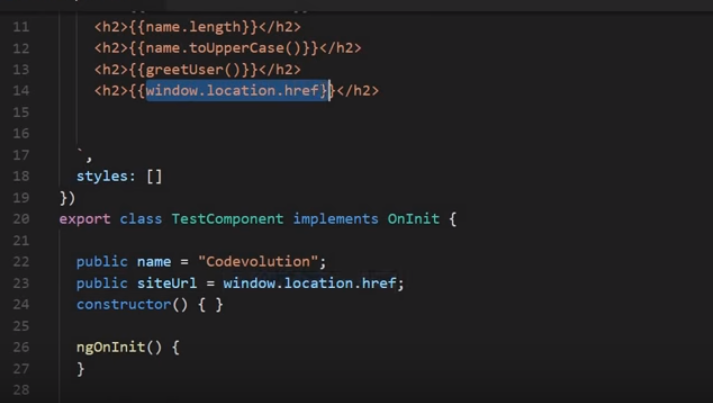 11 <h2>{{name.length}}</h2>
12 <h2>{{name.toUpperCase()}}</h2>
13 <h2>{{greetUser()}}</h2>
14 <h2>{{window.location.href}}</h2>
15
16
17 `,
18 styles: []
19 })
20 export class TestComponent implements OnInit {
21
22 public name = "Codevolution";
23 public siteUrl = window.location.href;
24 constructor() { }
25
26 ngOnInit() {
27 }
28